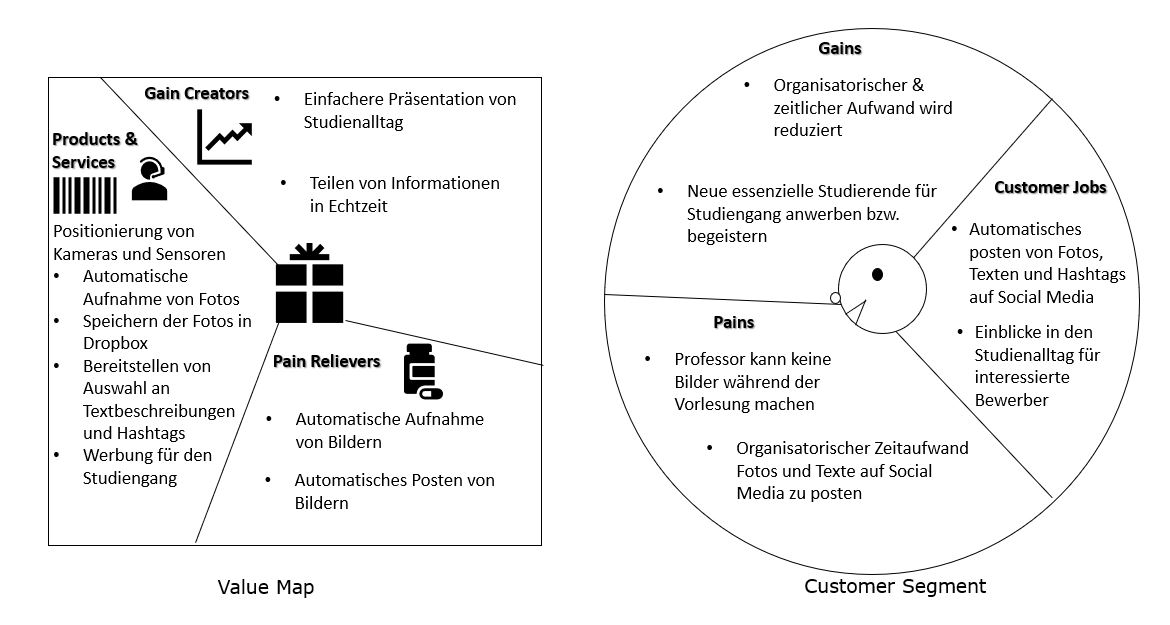 Gain Creators
• Einfachere Präsentation von
Studienalltag
• Teilen von Informationen
in Echtzeit
Products &
Services
Positionierung von
Kameras und Sensoren
• Automatische
Aufnahme von Fotos
• Speichern der Fotos in
Dropbox
• Bereitstellen von
Auswahl an
Textbeschreibungen
und Hashtags
• Werbung für den
Studiengang
Pain Relievers
• Automatische Aufnahme
von Bildern
• Automatisches Posten von
Bildern
Value Map
Gains
• Organisatorischer &
zeitlicher Aufwand wird
reduziert
• Neue essenzielle Studierende für
Studiengang anwerben bzw.
begeistern
Customer Jobs
• Automatisches
posten von Fotos,
Texten und Hashtags
auf Social Media
• Einblicke in den
Studienalltag für
interessierte
Bewerber
Pains
• Professor kann keine
Bilder während der
Vorlesung machen
• Organisatorischer Zeitaufwand
Fotos und Texte auf Social
Media zu posten
Customer Segment